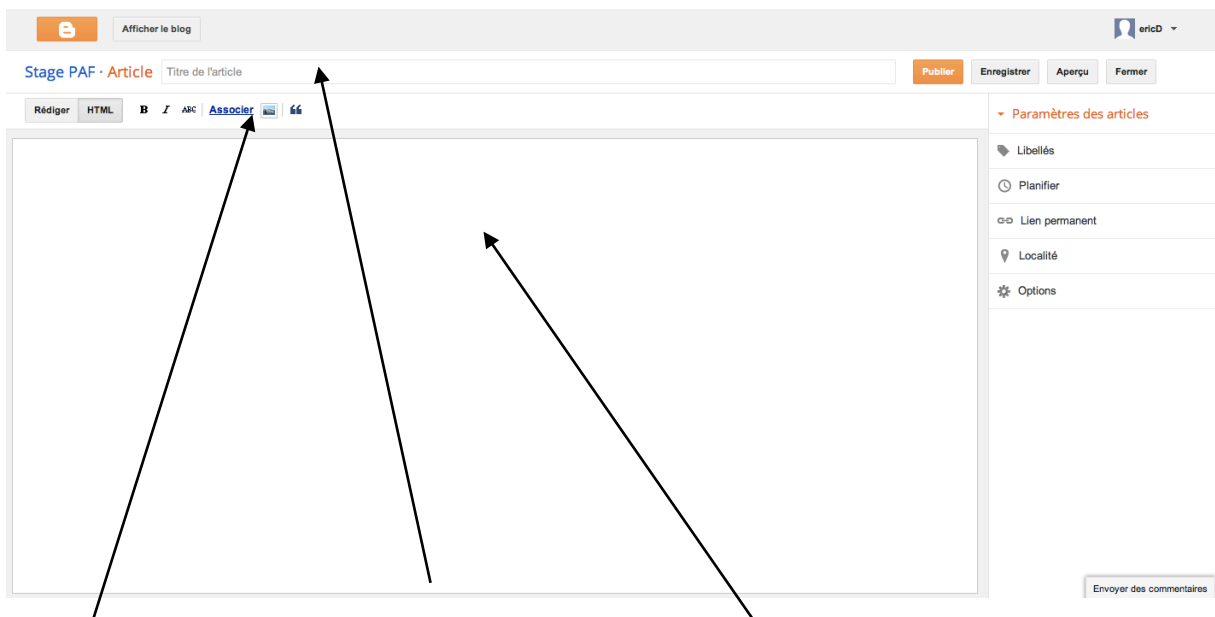 Afficher le blog
ericD
Stage PAF · Article Titre de l'article Publier Enregistrer Aperçu Fermer
Rédiger HTML B I ABC Associer
Paramètres des articles
Libellés
Planifier
Lien permanent
Localité
Options
Envoyer des commentaires